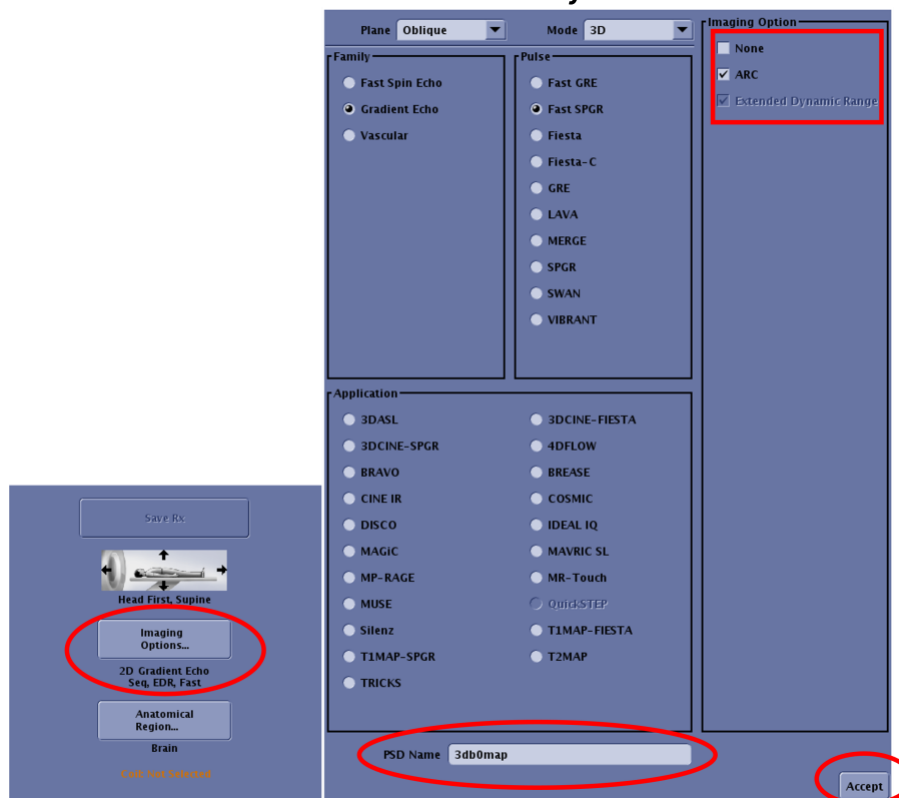 Plane Oblique Mode 3D
Family
Fast Spin Echo
Gradient Echo
Vascular
Pulse
Fast GRE
Fast SPGR
Fiesta
Fiesta-C
GRE
LAVA
MERGE
SPGR
SWAN
VIBRANT
Imaging Option
None
ARC
Extended Dynamic Range
Application
3DASL
3DCINE-SPGR
BRAVO
CINE IR
DISCO
MAGiC
MP-RAGE
MUSE
Silenz
T1MAP-SPGR
TRICKS
3DCINE-FIESTA
4DFLOW
BREASE
COSMIC
IDEAL IQ
MAVRIC SL
MR-Touch
QuickSTEP
T1MAP-FIESTA
T2MAP
PSD Name 3db0map
Accept
Save Rx
Head First, Supine
Imaging
Options...
2D Gradient Echo
Seq, EDR, Fast
Anatomical
Region...
Brain
Coil: Not Selected